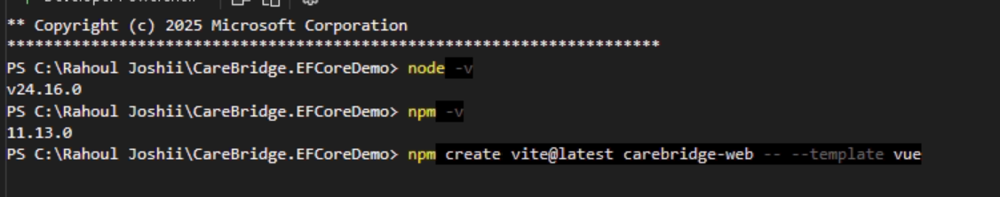 ** Copyright (c) 2025 Microsoft Corporation
**********************************************************************
PS C:\Rahoul Joshii\CareBridge.EFCoreDemo> node -v
v24.16.0
PS C:\Rahoul Joshii\CareBridge.EFCoreDemo> npm -v
11.13.0
PS C:\Rahoul Joshii\CareBridge.EFCoreDemo> npm create vite@latest carebridge-web -- --template vue